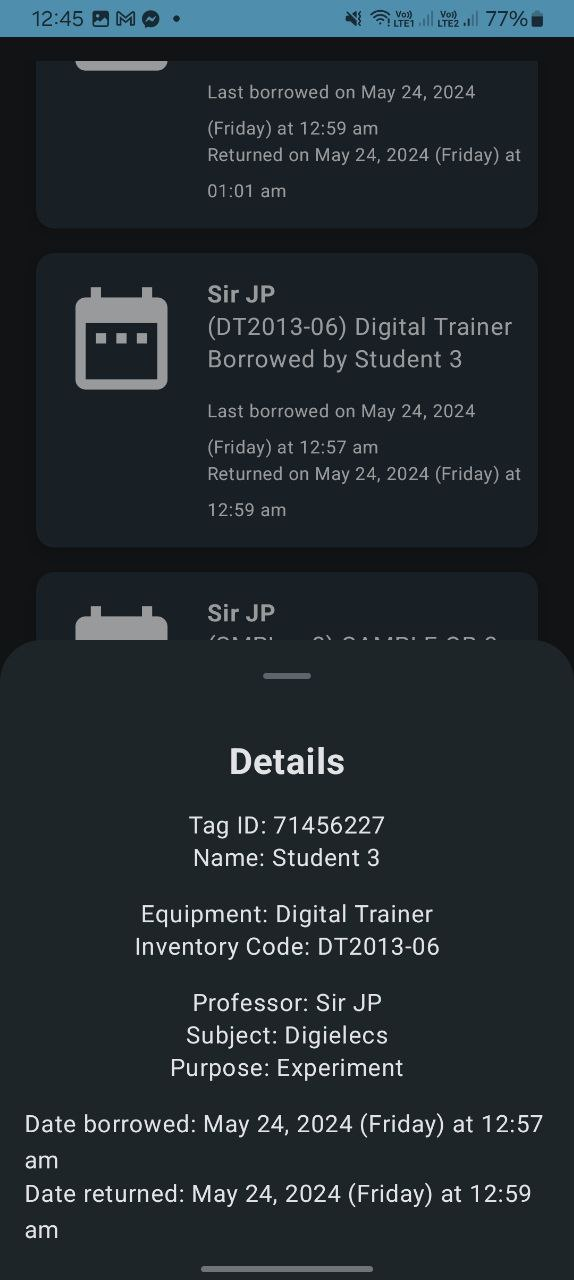 12:45
Vo)) LTE1
Vo)) LTE2
77%
Last borrowed on May 24, 2024
(Friday) at 12:59 am
Returned on May 24, 2024 (Friday) at
01:01 am
Sir JP
(DT2013-06) Digital Trainer
Borrowed by Student 3
Last borrowed on May 24, 2024
(Friday) at 12:57 am
Returned on May 24, 2024 (Friday) at
12:59 am
Sir JP
Details
Tag ID: 71456227
Name: Student 3
Equipment: Digital Trainer
Inventory Code: DT2013-06
Professor: Sir JP
Subject: Digielecs
Purpose: Experiment
Date borrowed: May 24, 2024 (Friday) at 12:57
am
Date returned: May 24, 2024 (Friday) at 12:59
am